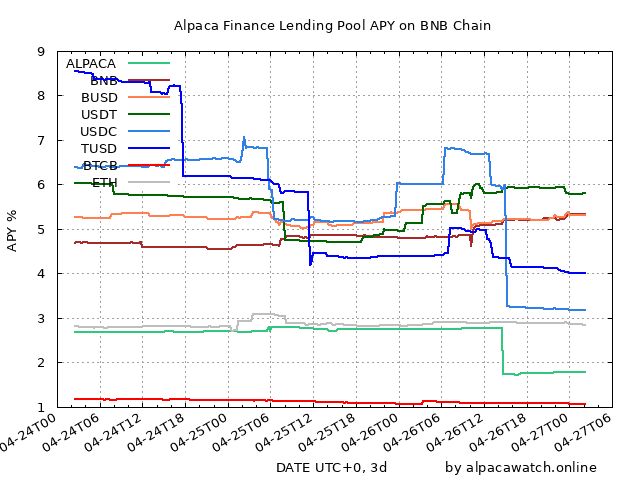 Alpaca Finance Lending Pool APY on BNB Chain
APY %
9
8
7
6
5
4
3
2
1
ALPACA
BNB
BUSD
USDT
USDC
TUSD
BTCB
ETH
04-24T00
04-24T06
04-24T12
04-24T18
04-25T00
04-25T06
04-25T12
04-25T18
04-26T00
04-26T06
04-26T12
04-26T18
04-27T00
04-27T06
DATE UTC+0, 3d
by alpacawatch.online